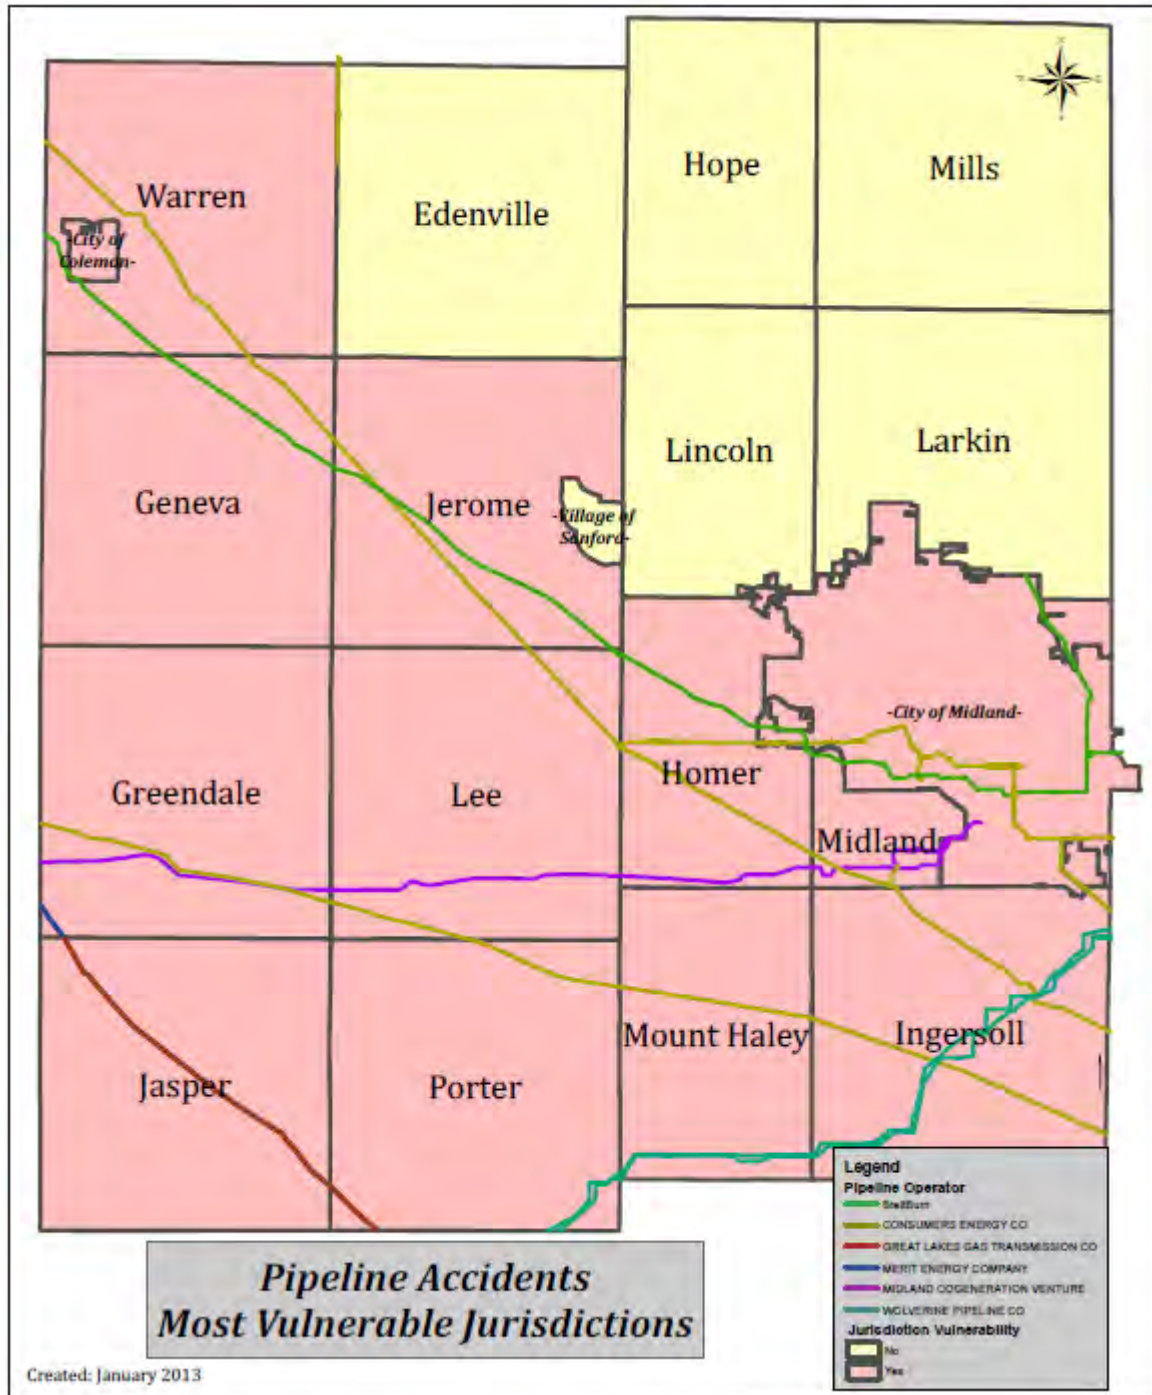 Hope
Mills
Warren
Edenville
-City of
Coleman-
Lincoln
Larkin
Geneva
Jerome
-Village of
Sanford-
-City of Midland-
Homer
Greendale
Lee
Midland
Mount Haley
Ingersoll
Jasper
Porter
Legend
Pipeline Operator
CONSUMERS ENERGY CO
GREAT LAKES GAS TRANSMISSION CO
MERIT ENERGY COMPANY
MIDLAND COGENERATION VENTURE
WOLVERINE PIPELINE CO
Jurisdiction Vulnerability
No
Yes
Pipeline Accidents
Most Vulnerable Jurisdictions
Created: January 2013